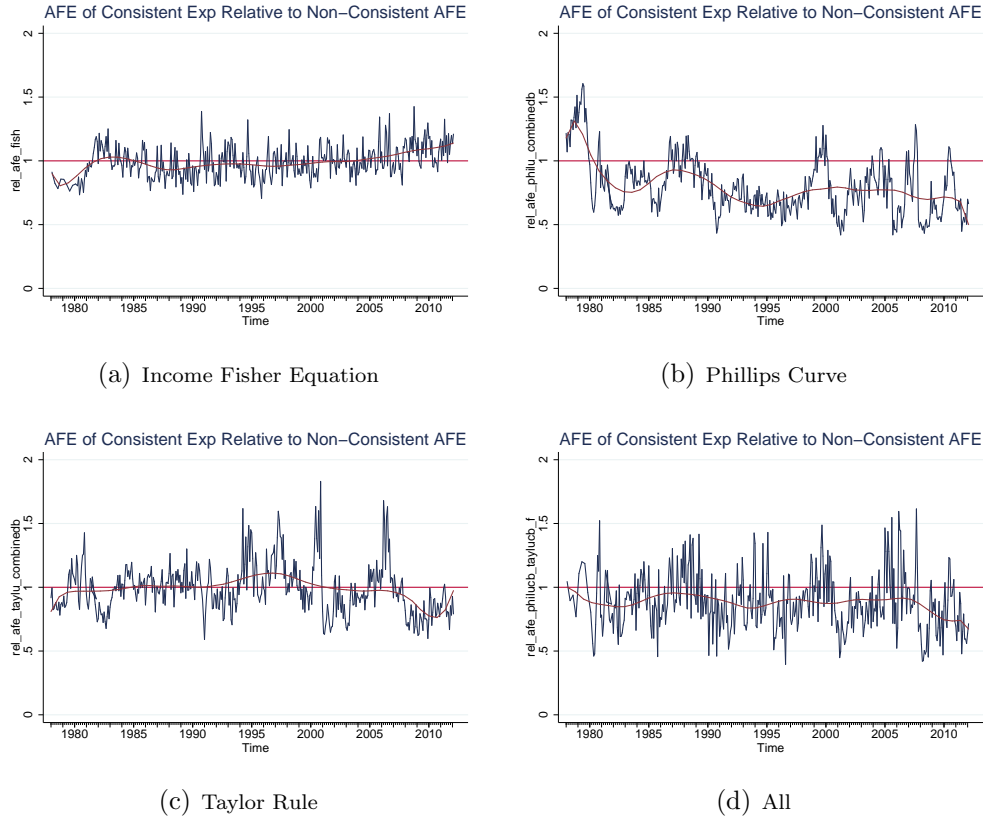 AFE of Consistent Exp Relative to Non−Consistent AFE
rel_afe_fish
0 .5 1 1.5 2
1980 1985 1990 1995 2000 2005 2010
Time
(a) Income Fisher Equation
AFE of Consistent Exp Relative to Non−Consistent AFE
rel_afe_philu_combinedb
0 .5 1 1.5 2
1980 1985 1990 1995 2000 2005 2010
Time
(b) Phillips Curve
AFE of Consistent Exp Relative to Non−Consistent AFE
rel_afe_taylu_combinedb
0 .5 1 1.5 2
1980 1985 1990 1995 2000 2005 2010
Time
(c) Taylor Rule
AFE of Consistent Exp Relative to Non−Consistent AFE
rel_afe_philucb_taylucb_f
0 .5 1 1.5 2
1980 1985 1990 1995 2000 2005 2010
Time
(d) All